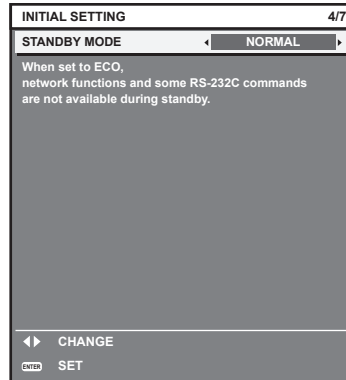 INITIAL SETTING 4/7
STANDBY MODE NORMAL
When set to ECO,
network functions and some RS-232C commands
are not available during standby.
CHANGE
ENTER SET